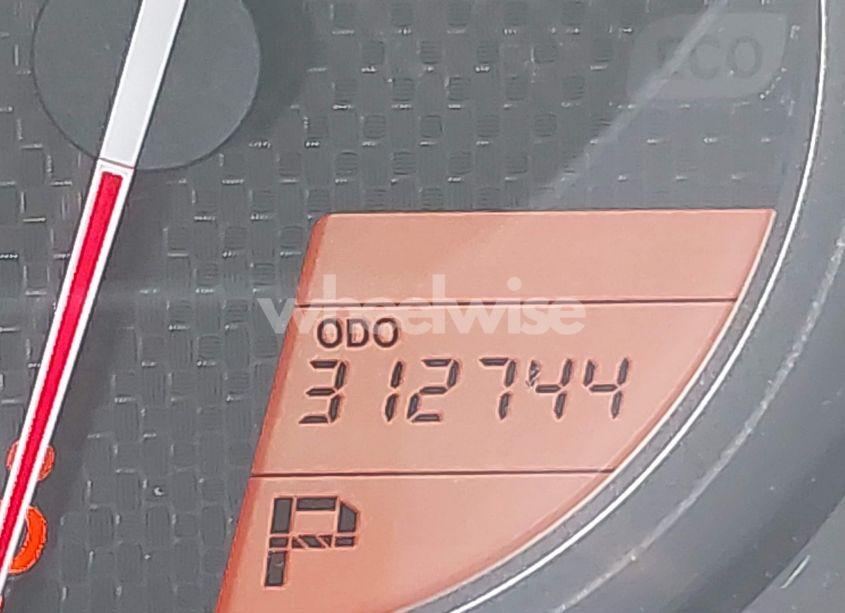 ECO
wheelwise
ODO
312744
P